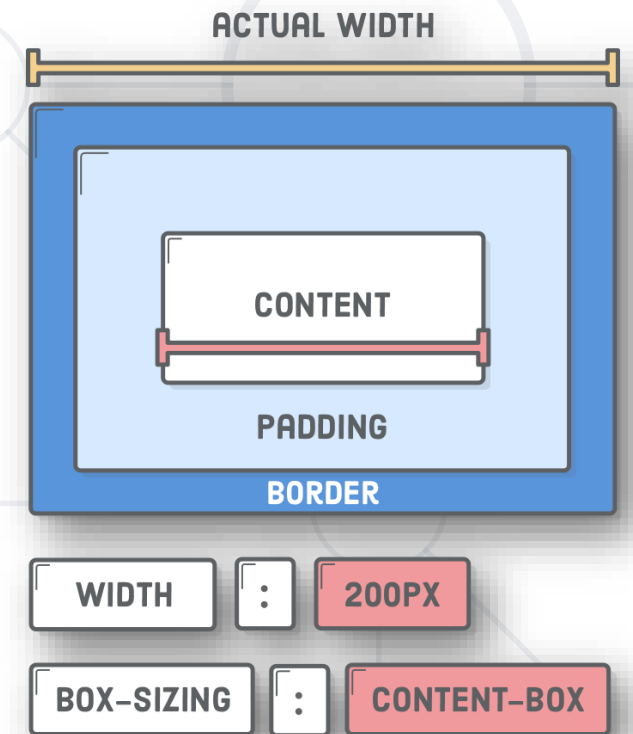 ACTUAL WIDTH
CONTENT
PADDING
BORDER
WIDTH : 200PX
BOX-SIZING : CONTENT-BOX